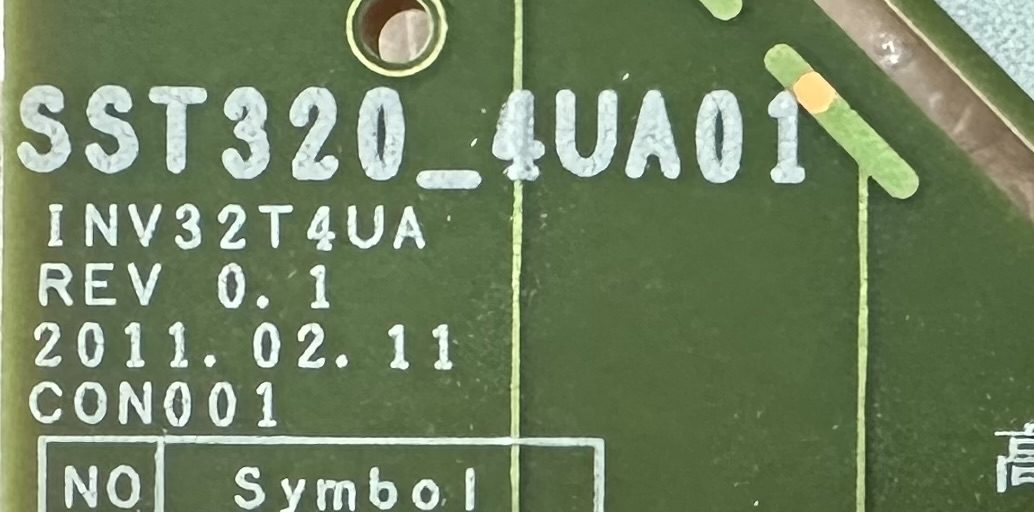 SST320_4UA01
INV32T4UA
REV 0.1
2011.02.11
CON001
NO Symbol
高